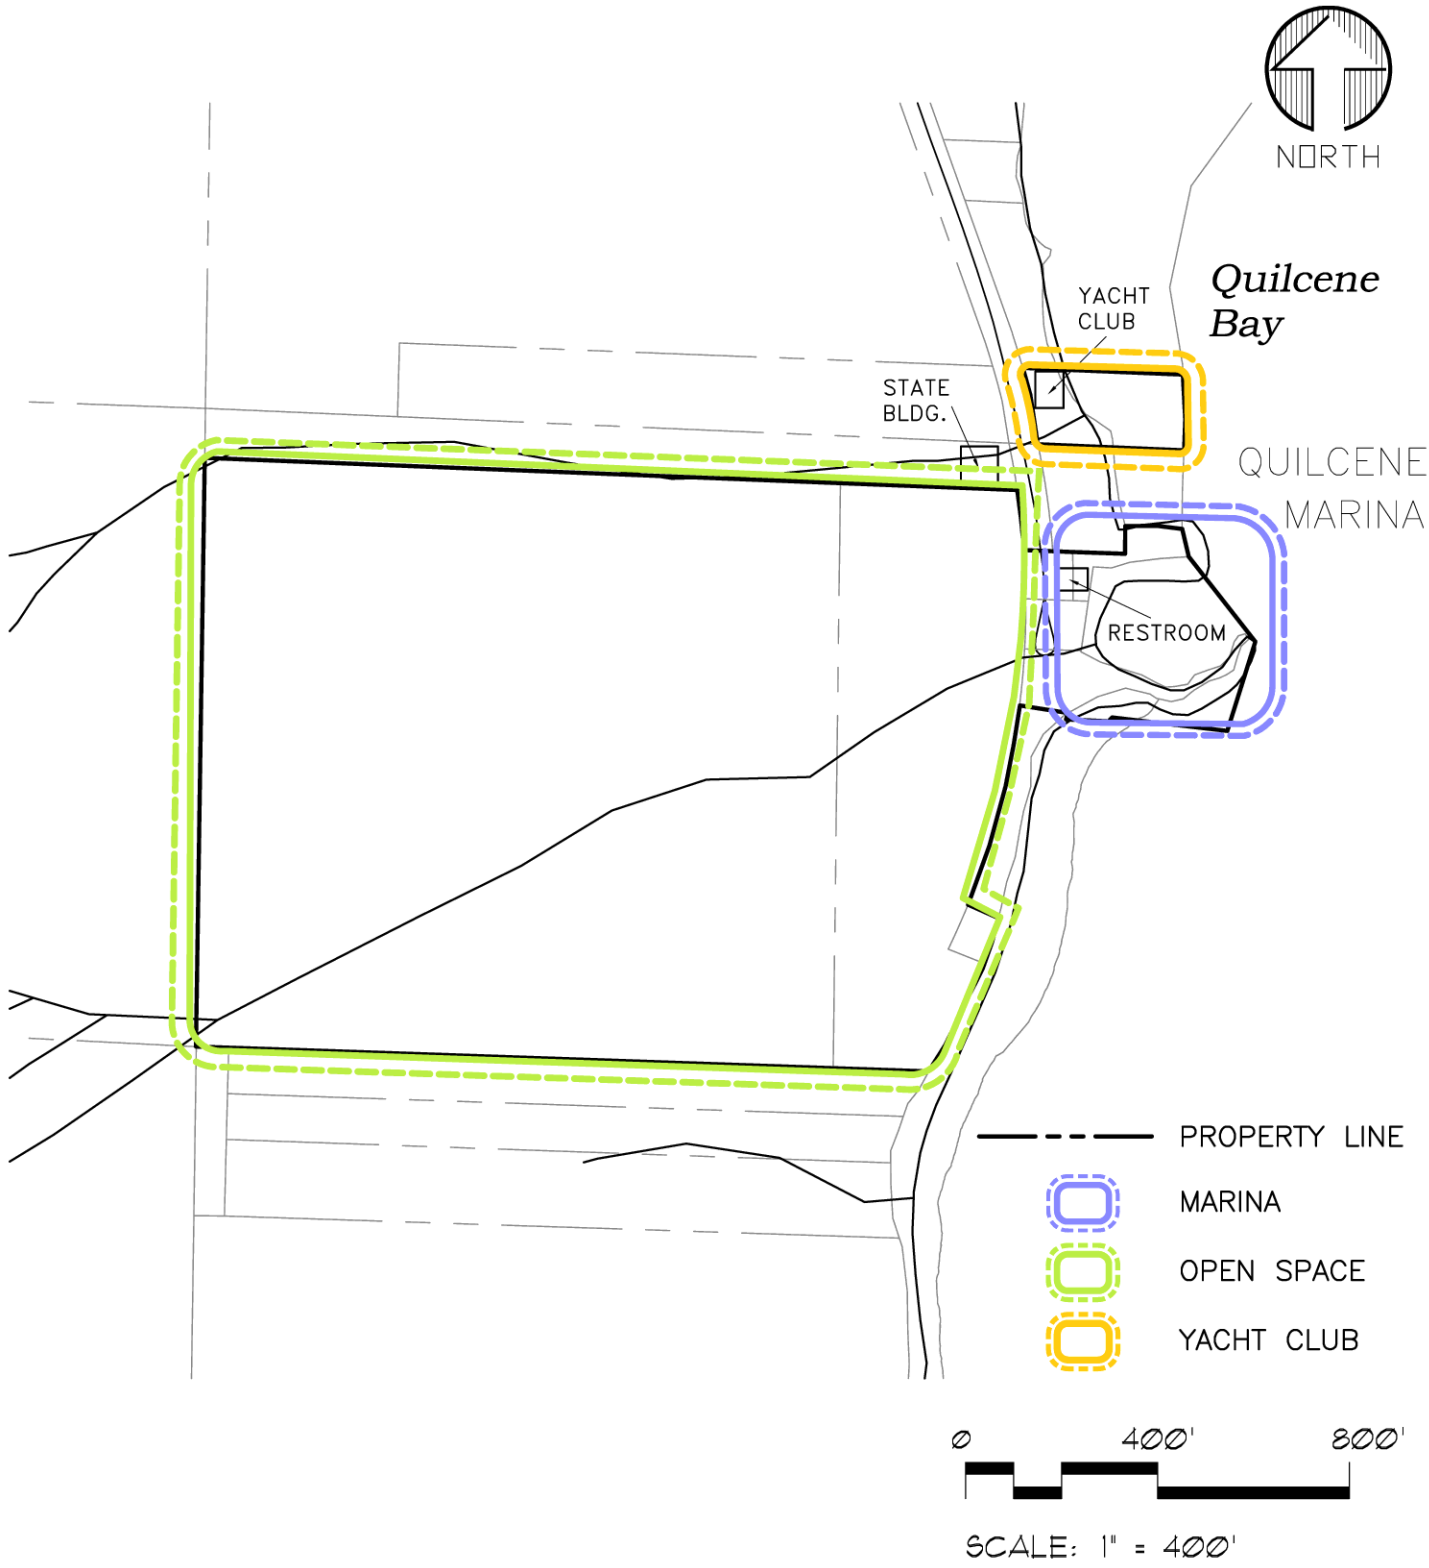 NORTH
Quilcene
Bay
YACHT
CLUB
STATE
BLDG.
QUILCENE
MARINA
RESTROOM
PROPERTY LINE
MARINA
OPEN SPACE
YACHT CLUB
0 400' 800'
SCALE: 1" = 400'